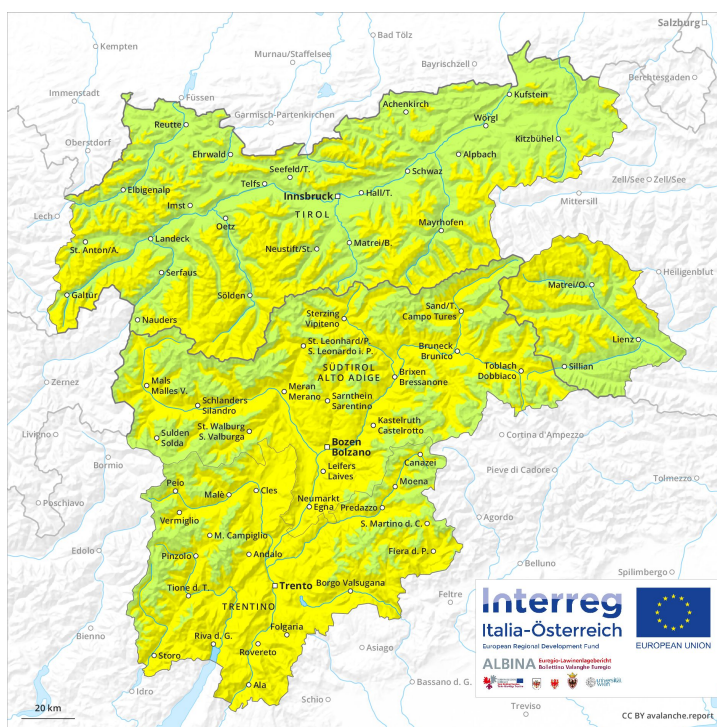 Salzburg
Bad Tölz
Kempten
Murnau/Staffelsee
Bayrischzell
Berchtesgaden
Immenstadt
Füssen
Achenkirch
Kufstein
Reutte
Garmisch-Partenkirchen
Wörgl
Oberstdorf
Ehrwald
Kitzbühel
Alpbach
Seefeld/T.
Schwaz
Telfs
Zell/See
Zell/See
Elbigenalp
Innsbruck
Hall/T.
Mittersill
Imst
TIROL
Lech
Oetz
Mayrhofen
St. Anton/A.
Landeck
Neustift/St.
Matrei/B.
Serfaus
Heiligenblut
Galtür
Sölden
Matrei/O.
Nauders
Sterzing
Vipiteno
Sand/T.
Campo Tures
Lienz
St. Leonhard/P.
S. Leonardo i. P.
Bruneck
Brunico
Toblach
Dobbiaco
Sillian
SÜDTIROL
ALTO ADIGE
Brixen
Bressanone
Zernez
Mals
Malles V.
Meran
Merano
Schlanders
Silandro
Sarnthein
Sarentino
St. Walburg
S. Valburga
Kastelruth
Castelrotto
Livigno
Sulden
Solda
Bozen
Bolzano
Cortina d'Ampezzo
Bormio
Canazei
Leifers
Laives
Pieve di Cadore
Tolmezzo
Peio
Moena
Poschiavo
Malè
Cles
Neumarkt
Egna
Predazzo
Vermiglio
Agordo
S. Martino d. C.
M. Campiglio
Edolo
Pinzolo
Andalo
Fiera d. P.
Belluno
Spilimbergo
Trento
Borgo Valsugana
Tione d. T.
Feltre
TRENTINO
Bienno
Folgaria
Riva d. G.
Rovereto
Asiago
Storo
Ala
Bassano d. G.
Idro
Schio
Treviso
20 km
Interreg
Italia-Österreich
European Regional Development Fund
EUROPEAN UNION
ALBINA
Euregio-Lawinenlagebericht
Bollettino Valanghe Euregio
CC BY avalanche.report